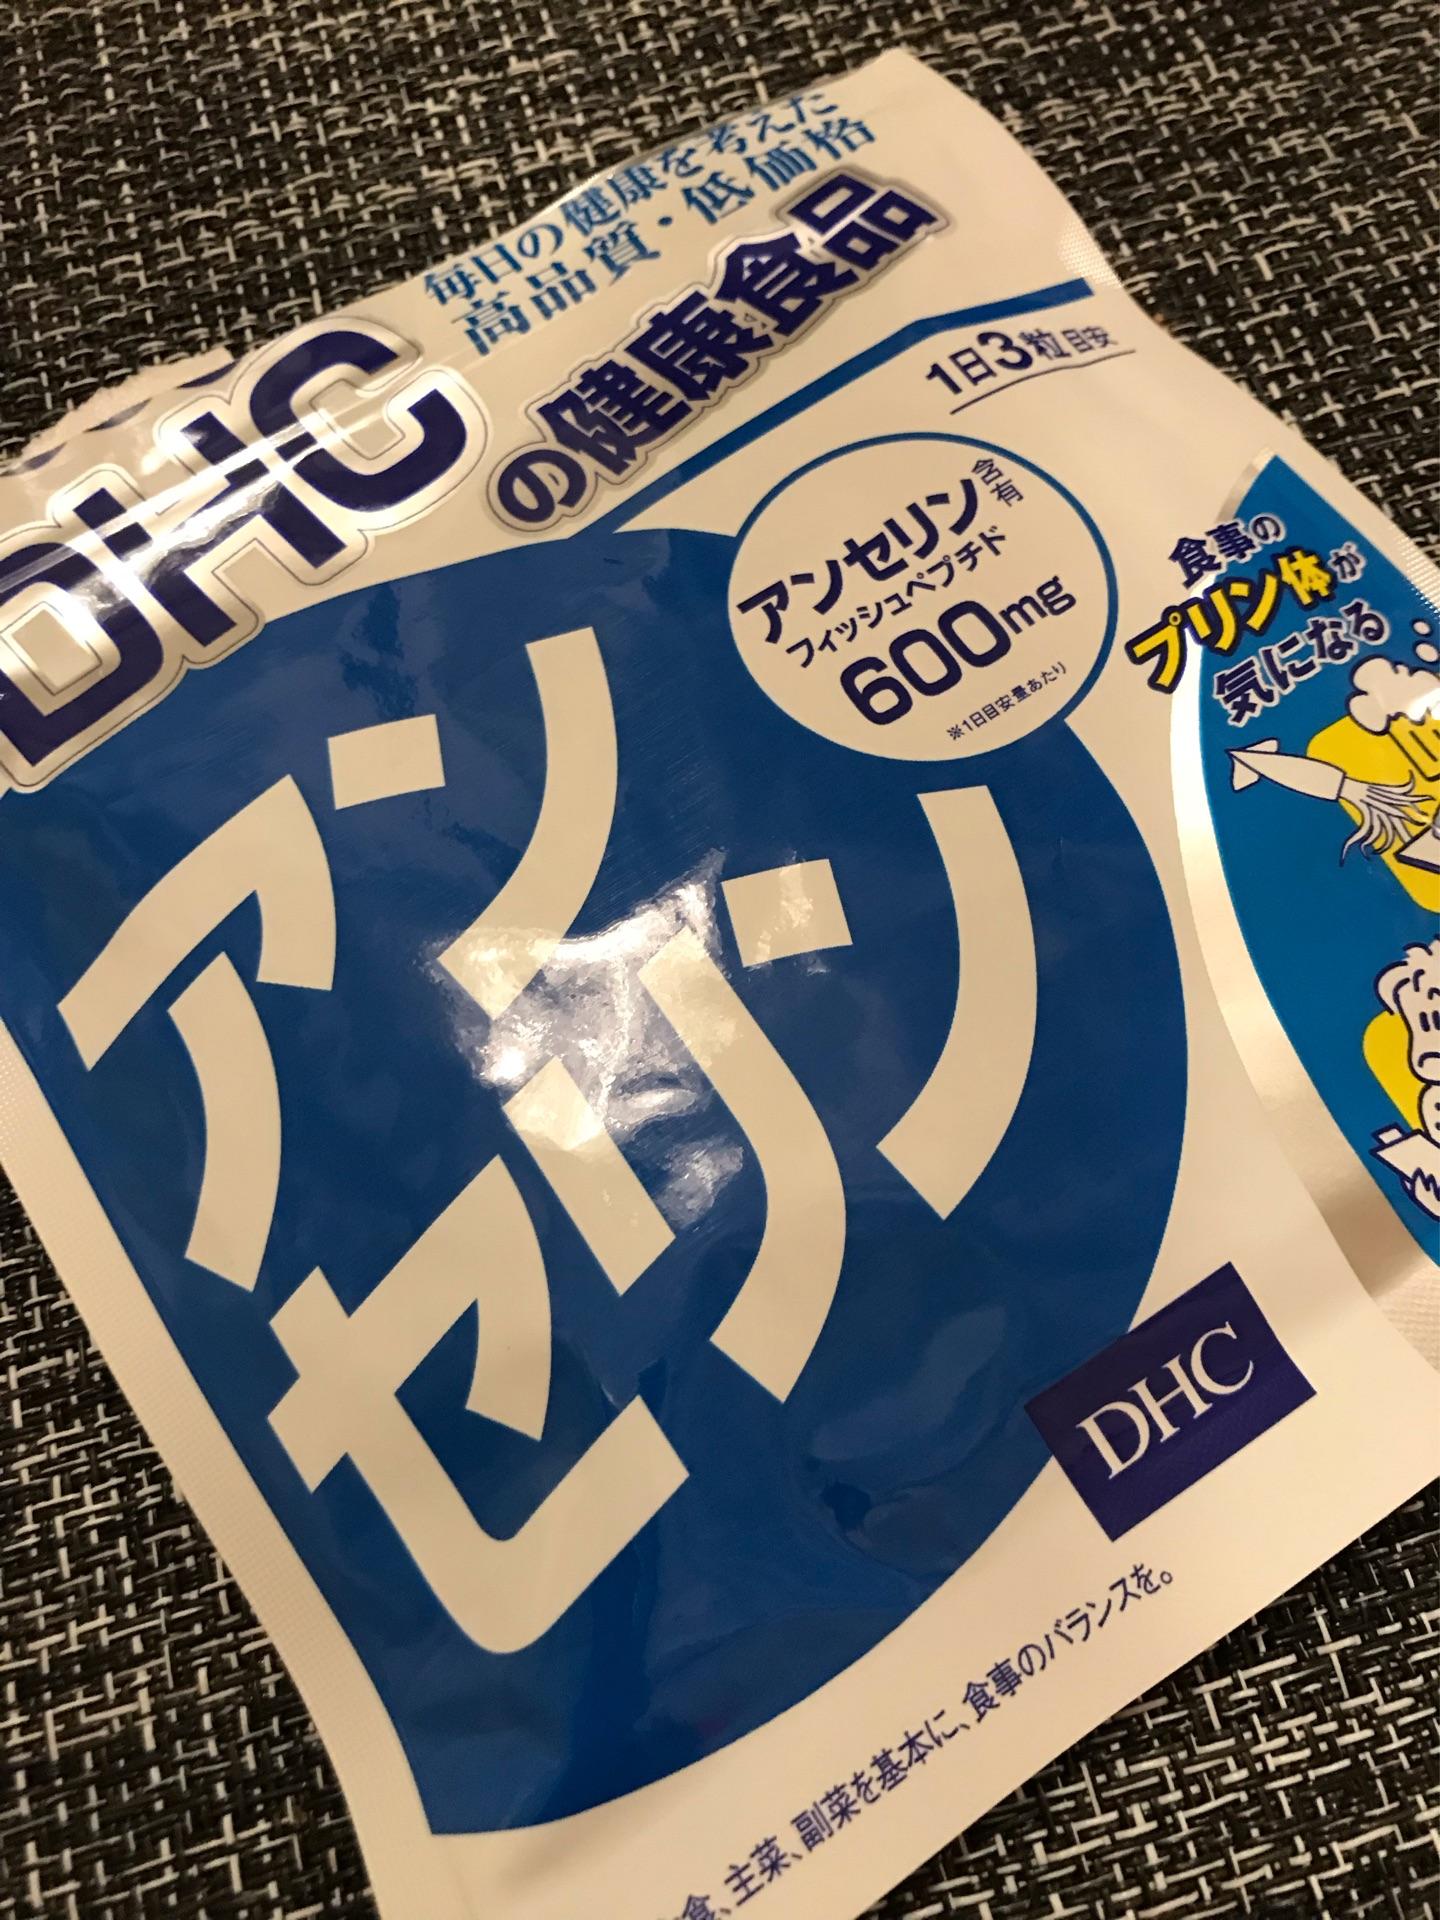 毎日の健康を考えた
高品質・低価格
DHC
の健康食品
1日3粒目安
アンセリン含有
フィッシュペプチド
600mg
※1日目安量あたり
食事の
プリン体が
気になる
アン
セリン
DHC
食、主菜、副菜を基本に、食事のバランスを。